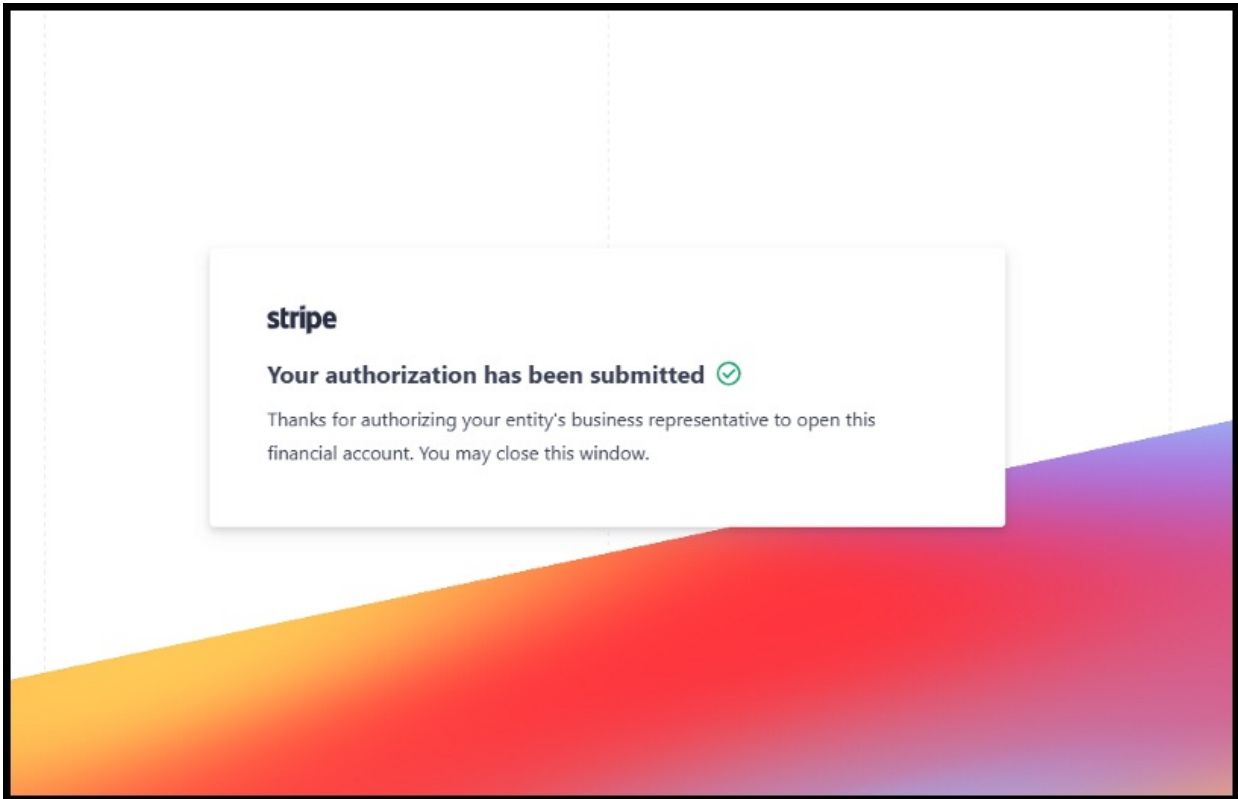 stripe
Your authorization has been submitted
Thanks for authorizing your entity's business representative to open this
financial account. You may close this window.